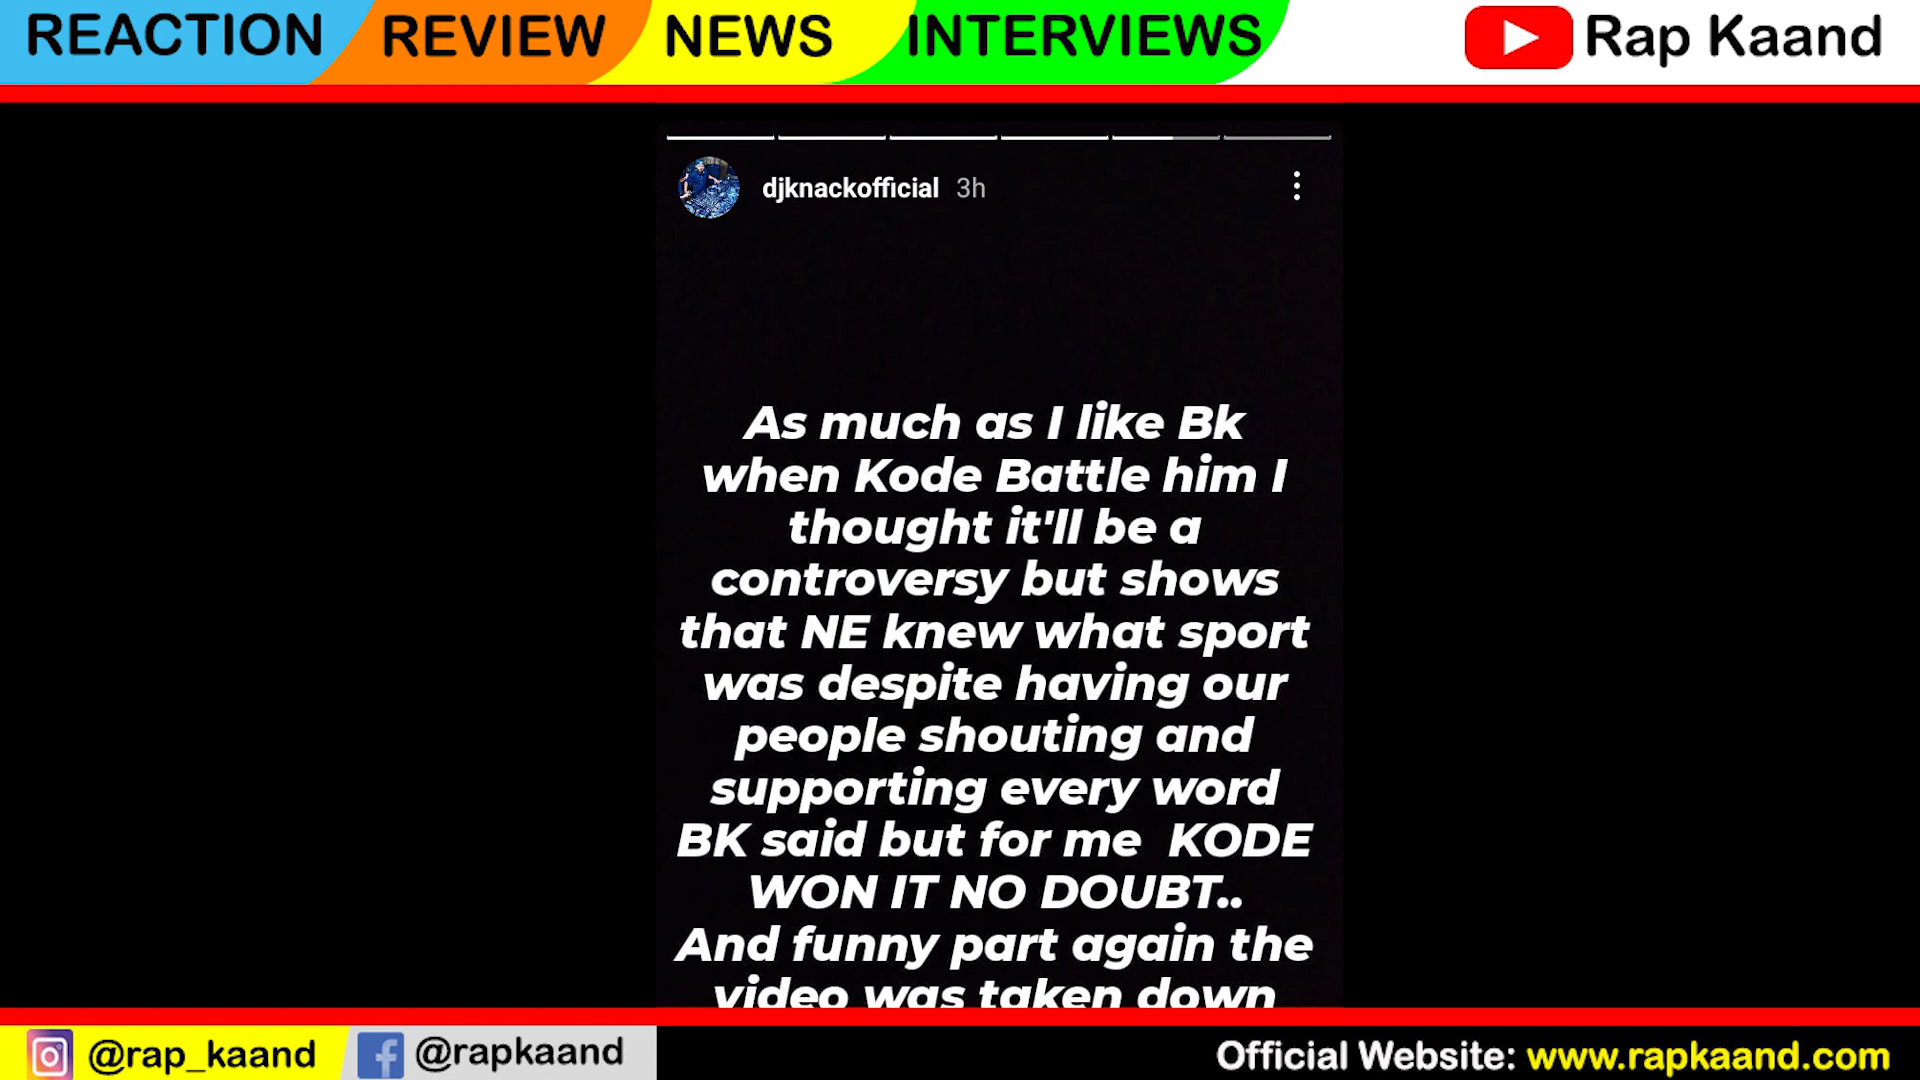 REACTION REVIEW NEWS INTERVIEWS Rap Kaand
djknackofficial 3h
As much as I like Bk
when Kode Battle him I
thought it'll be a
controversy but shows
that NE knew what sport
was despite having our
people shouting and
supporting every word
BK said but for me KODE
WON IT NO DOUBT..
And funny part again the
video was taken down
@rap_kaand @rapkaand Official Website: www.rapkaand.com